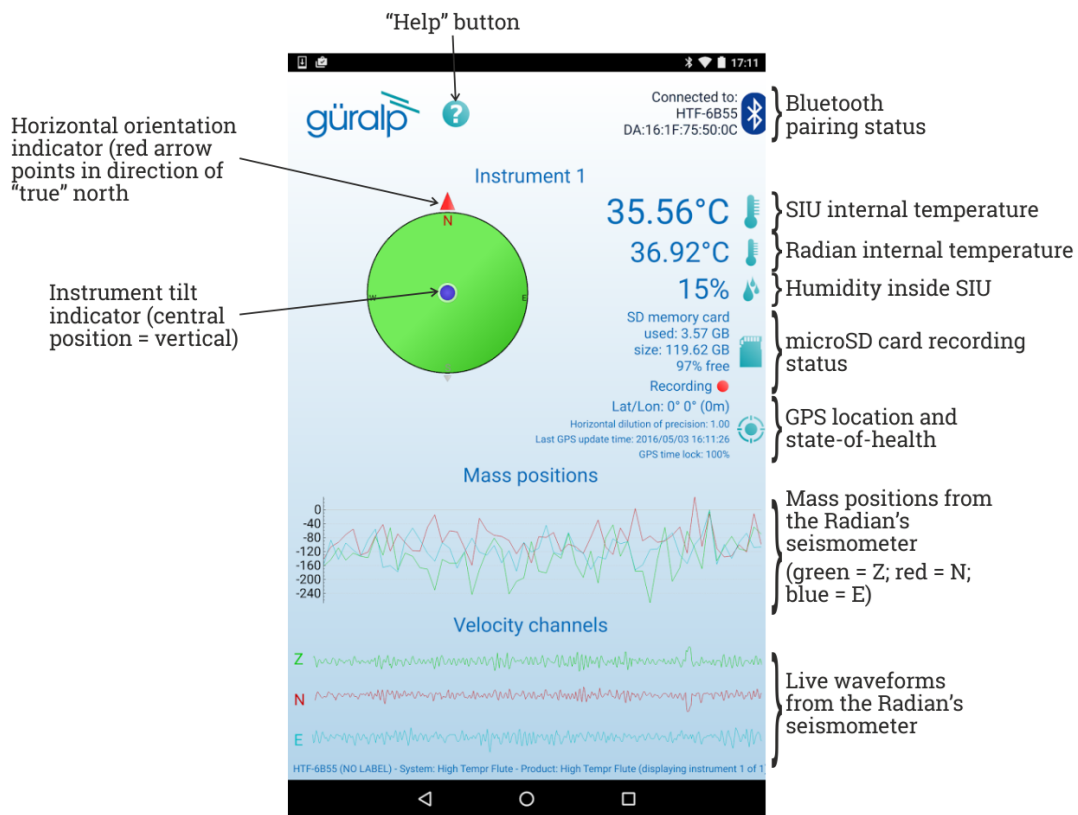 “Help” button
17:11
güralp
?
Connected to:
HTF-6B55
DA:16:1F:75:50:0C
Bluetooth
pairing status
Horizontal orientation
indicator (red arrow
points in direction of
“true” north
Instrument 1
N
W
E
Instrument tilt
indicator (central
position = vertical)
35.56°C
SIU internal temperature
36.92°C
Radian internal temperature
15%
Humidity inside SIU
SD memory card
used: 3.57 GB
size: 119.62 GB
97% free
Recording
microSD card recording
status
Lat/Lon: 0° 0° (0m)
Horizontal dilution of precision: 1.00
Last GPS update time: 2016/05/03 16:11:26
GPS time lock: 100%
GPS location and
state-of-health
Mass positions
0
-40
-80
-120
-160
-200
-240
Mass positions from
the Radian’s
seismometer
(green = Z; red = N;
blue = E)
Velocity channels
Z
N
E
Live waveforms
from the Radian’s
seismometer
HTF-6B55 (NO LABEL) - System: High Tempr Flute - Product: High Tempr Flute (displaying instrument 1 of 1